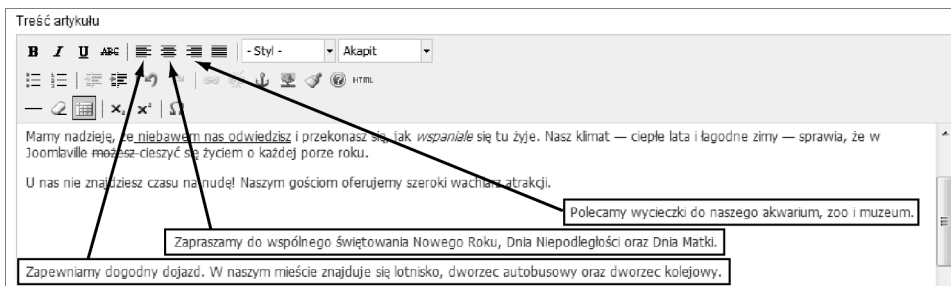 Treść artykułu
B I U ABC - Styl - Akapit
HTML
x₂ x² Ω
Mamy nadzieję, że niebawem nas odwiedzisz i przekonasz się, jak wspaniale się tu żyje. Nasz klimat — ciepłe lata i łagodne zimy — sprawia, że w
Joomlaville możesz cieszyć się życiem o każdej porze roku.
U nas nie znajdziesz czasu na nudę! Naszym gościom oferujemy szeroki wachlarz atrakcji.
Polecamy wycieczki do naszego akwarium, zoo i muzeum.
Zapraszamy do wspólnego świętowania Nowego Roku, Dnia Niepodległości oraz Dnia Matki.
Zapewniamy dogodny dojazd. W naszym mieście znajduje się lotnisko, dworzec autobusowy oraz dworzec kolejowy.